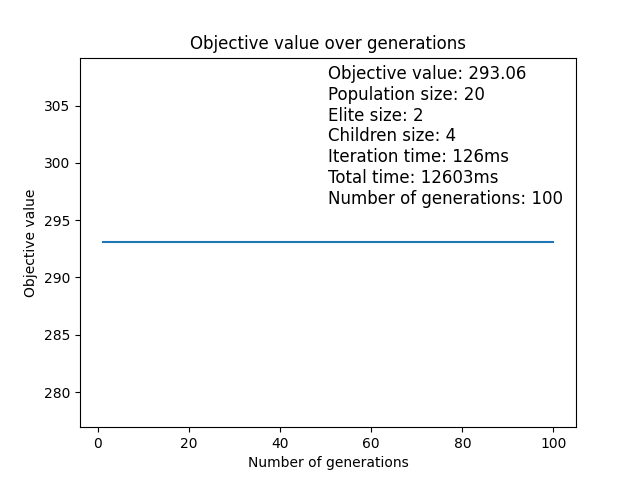 Objective value over generations
Objective value: 293.06
Population size: 20
Elite size: 2
Children size: 4
Iteration time: 126ms
Total time: 12603ms
Number of generations: 100
Objective value
305
300
295
290
285
280
0 20 40 60 80 100
Number of generations